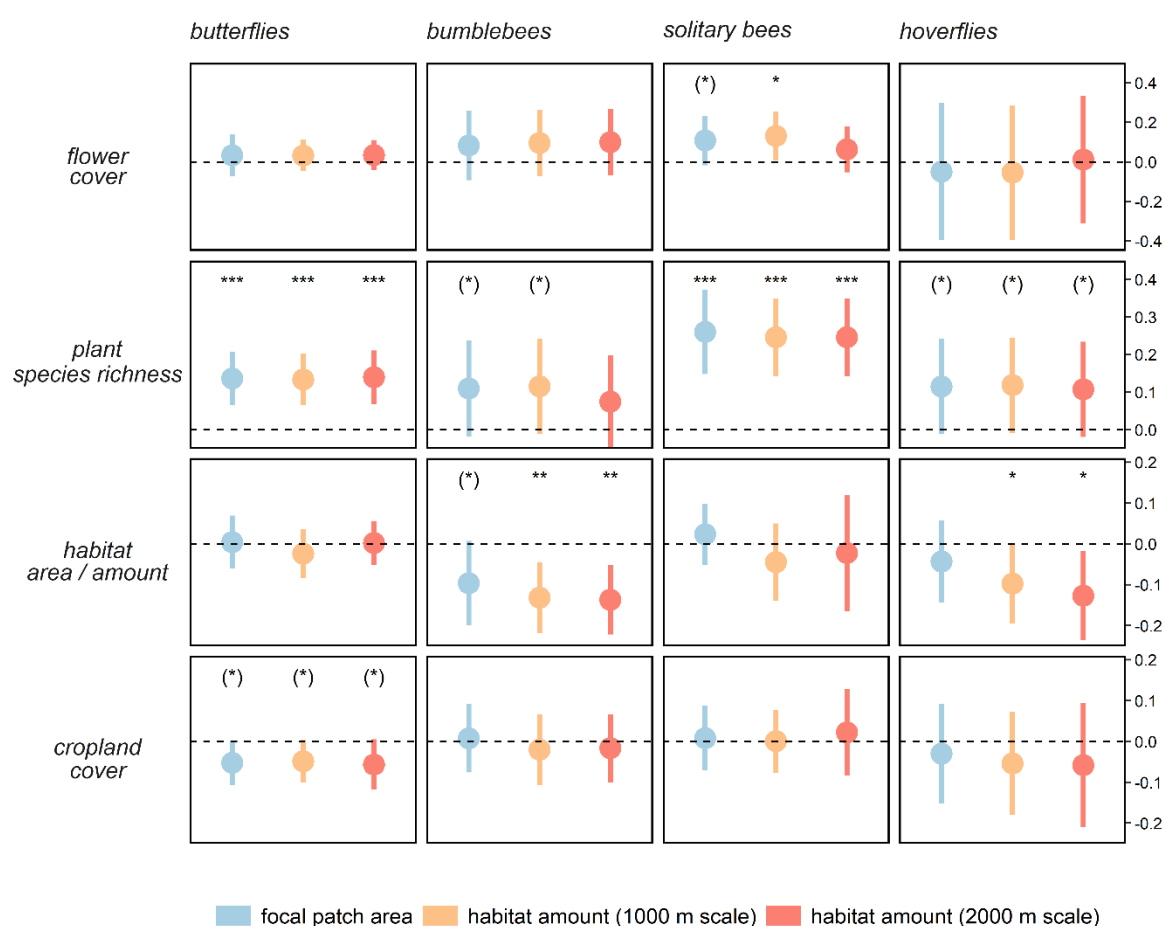 butterflies bumblebees solitary bees hoverflies
flower
cover
(*) *
0.4
0.2
0.0
-0.2
-0.4
plant
species richness
*** *** *** (*) (*) *** *** *** (*) (*) (*)
0.4
0.3
0.2
0.1
0.0
habitat
area / amount
(*) ** ** * *
0.2
0.1
0.0
-0.1
-0.2
cropland
cover
(*) (*) (*)
0.2
0.1
0.0
-0.1
-0.2
focal patch area habitat amount (1000 m scale) habitat amount (2000 m scale)